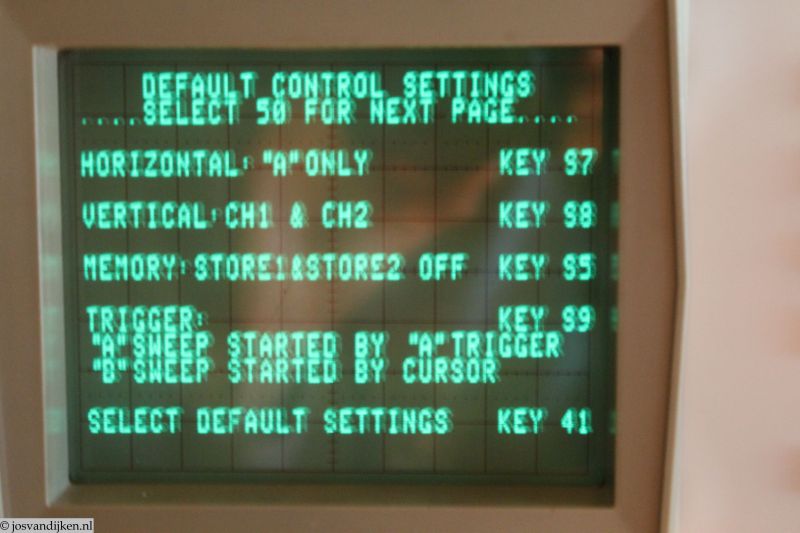 DEFAULT CONTROL SETTINGS
....SELECT 50 FOR NEXT PAGE....
HORIZONTAL: "A" ONLY KEY 97
VERTICAL:CH1 & CH2 KEY 98
MEMORY:STORE1&STORE2 OFF KEY 95
TRIGGER: KEY 99
"A"SWEEP STARTED BY "A"TRIGGER
"B"SWEEP STARTED BY CURSOR
SELECT DEFAULT SETTINGS KEY 41
© josvandijken.nl